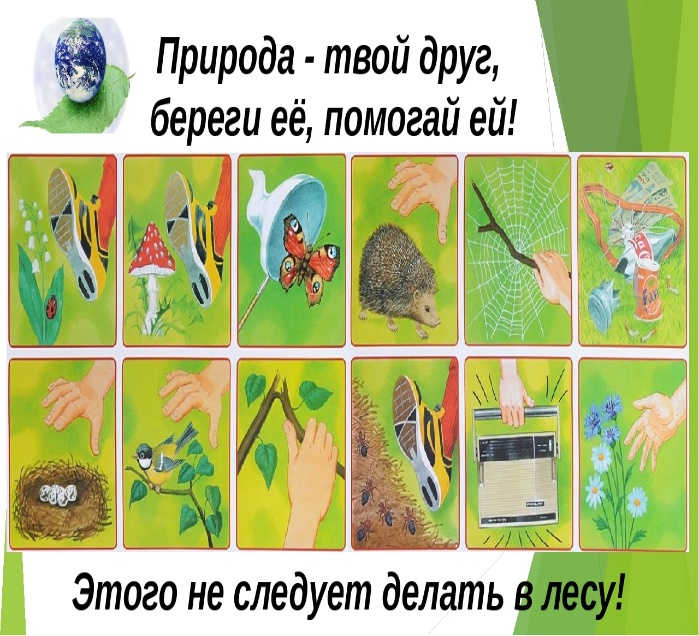 Природа - твой друг,
береги её, помогай ей!
Этого не следует делать в лесу!